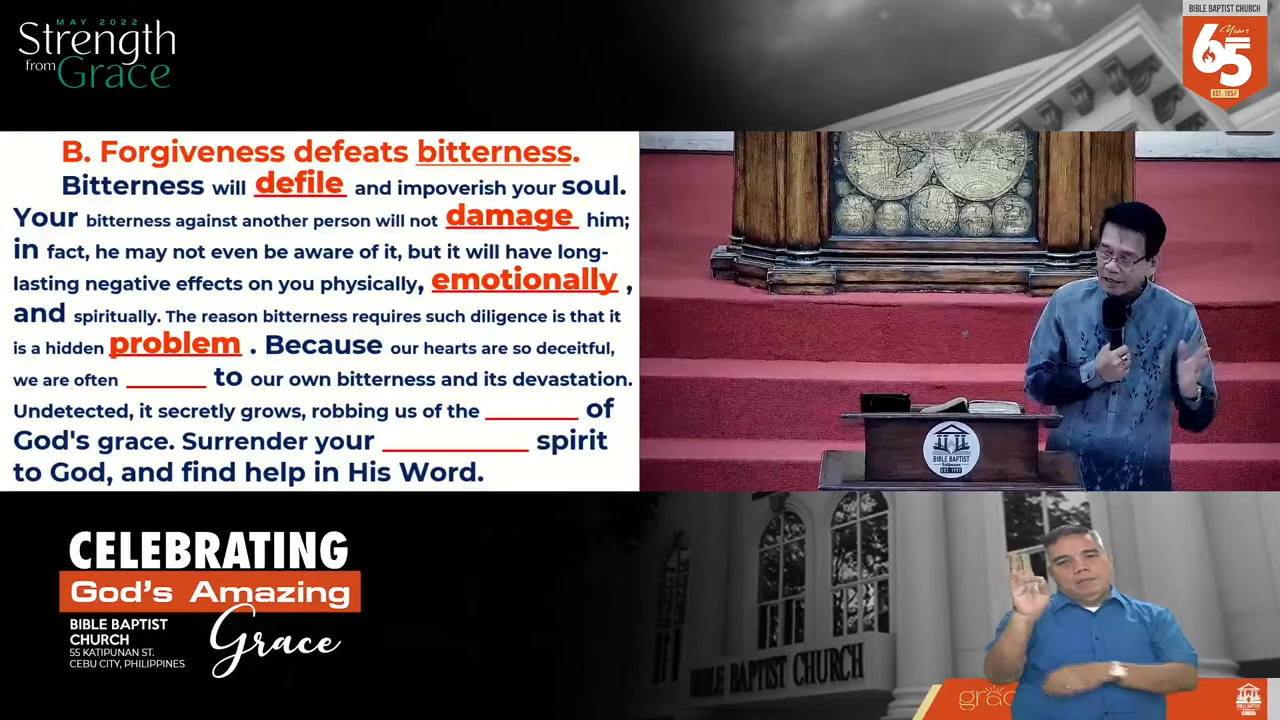 MAY 2022
Strength
from Grace
BIBLE BAPTIST CHURCH
65 Years
EST. 1957
B. Forgiveness defeats bitterness.
Bitterness will defile and impoverish your soul.
Your bitterness against another person will not damage him;
in fact, he may not even be aware of it, but it will have long-
lasting negative effects on you physically, emotionally ,
and spiritually. The reason bitterness requires such diligence is that it
is a hidden problem . Because our hearts are so deceitful,
we are often _______ to our own bitterness and its devastation.
Undetected, it secretly grows, robbing us of the ________ of
God's grace. Surrender your ____________ spirit
to God, and find help in His Word.
BIBLE BAPTIST
Katipunan
EST. 1957
CELEBRATING
God's Amazing
Grace
BIBLE BAPTIST
CHURCH
55 KATIPUNAN ST.
CEBU CITY, PHILIPPINES
BIBLE BAPTIST CHURCH